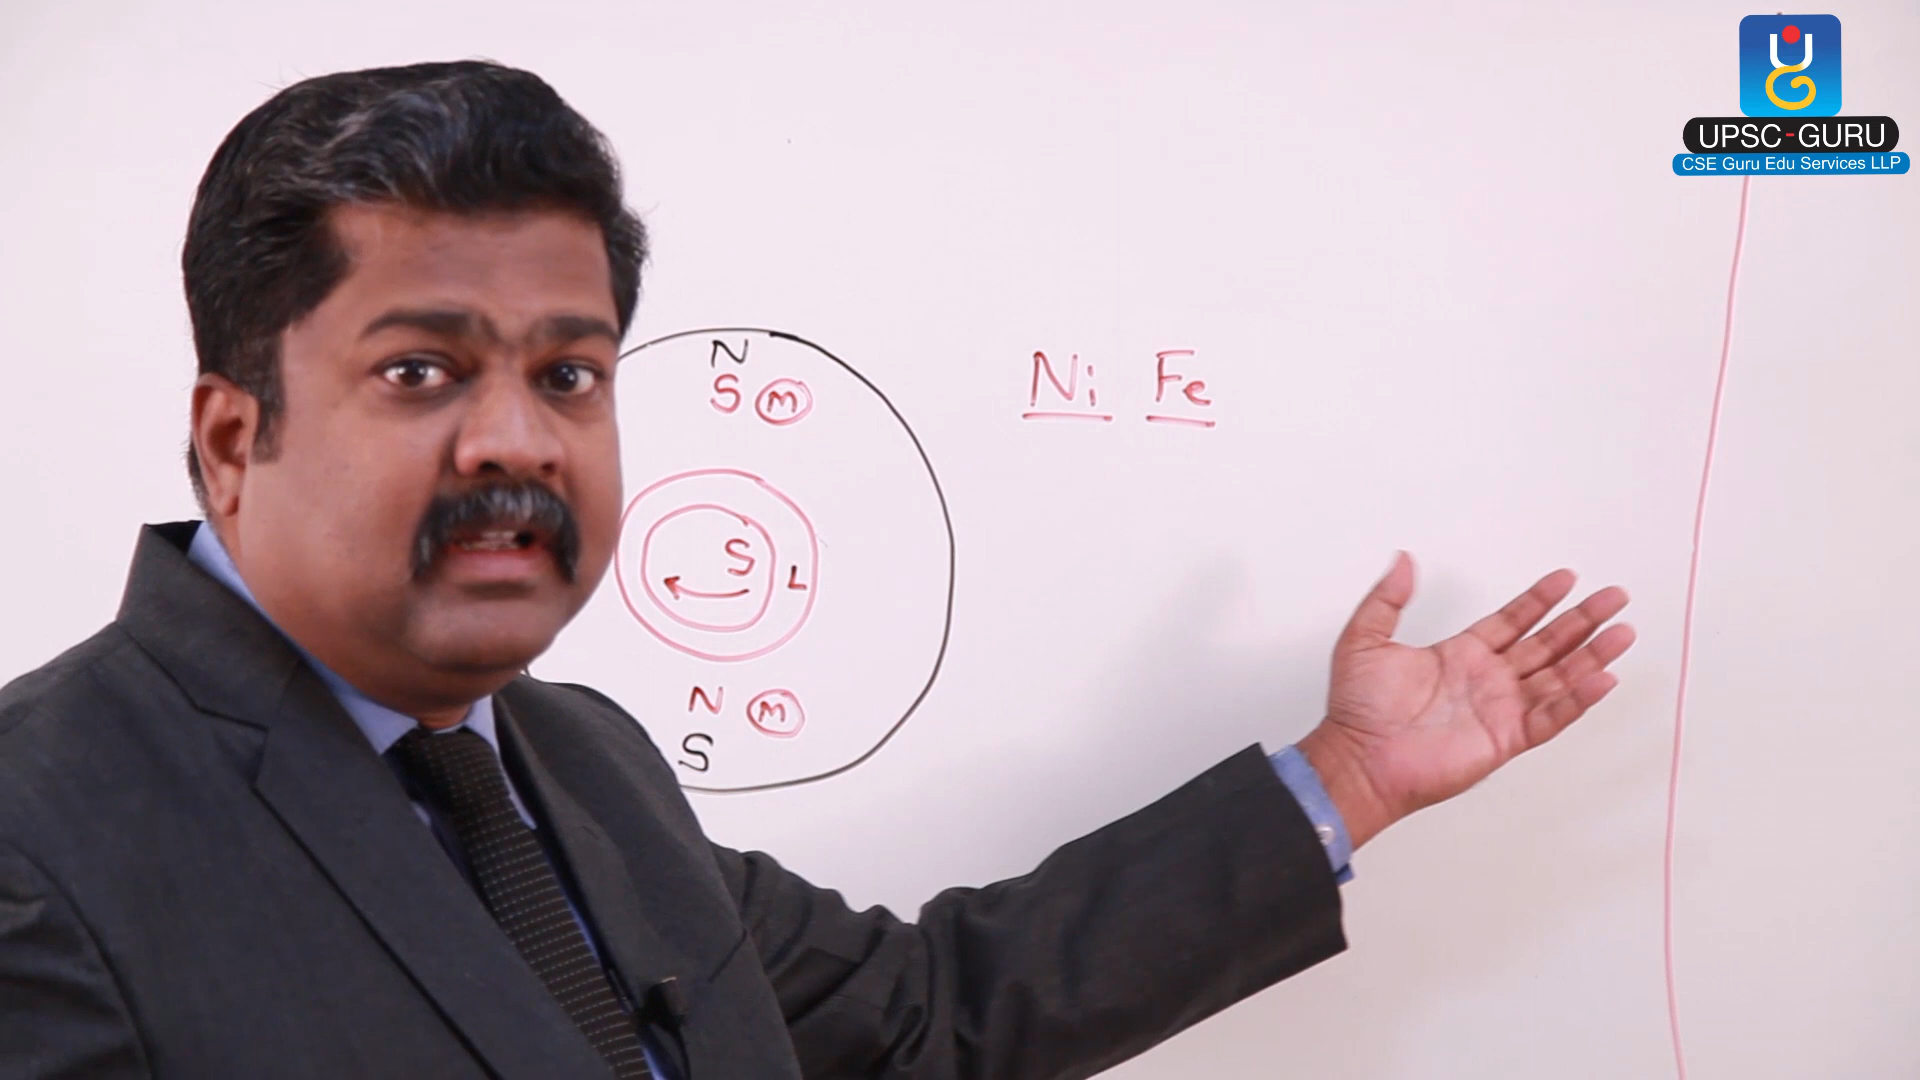 UPSC-GURU
CSE Guru Edu Services LLP
N
S M
Ni Fe
S
L
N M
S